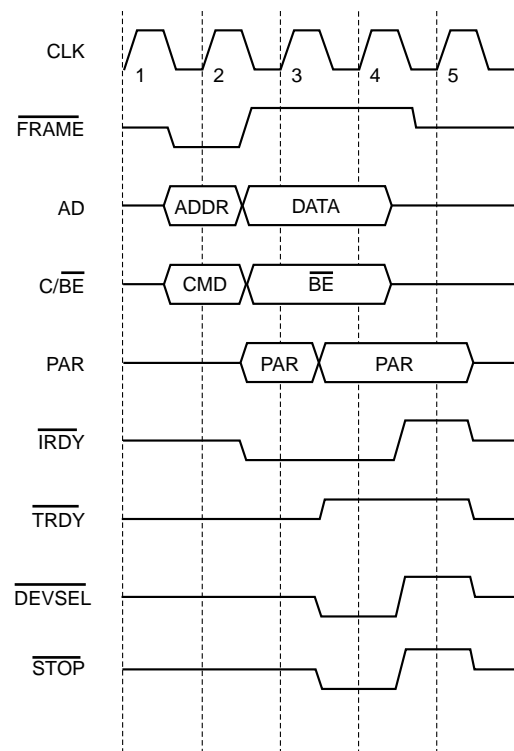 CLK
1 2 3 4 5
FRAME
AD ADDR DATA
C/BE CMD BE
PAR PAR PAR
IRDY
TRDY
DEVSEL
STOP